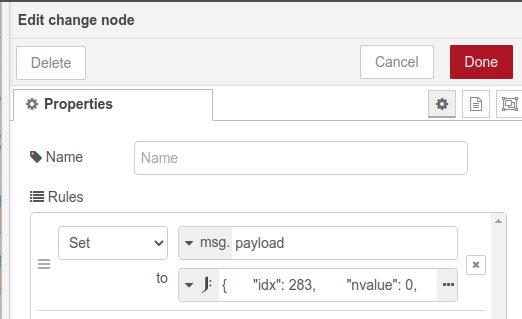 Edit change node
Delete
Cancel
Done
Properties
Name
Name
Rules
Set
msg. payload
to
J: { "idx": 283, "nvalue": 0, ...